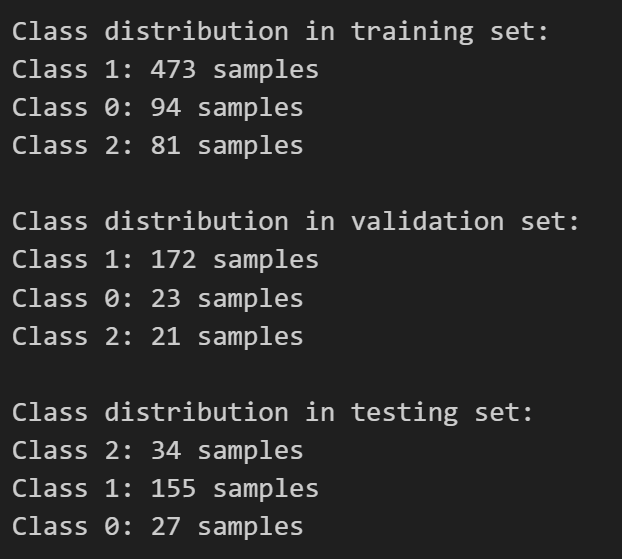 Class distribution in training set:
Class 1: 473 samples
Class 0: 94 samples
Class 2: 81 samples

Class distribution in validation set:
Class 1: 172 samples
Class 0: 23 samples
Class 2: 21 samples

Class distribution in testing set:
Class 2: 34 samples
Class 1: 155 samples
Class 0: 27 samples